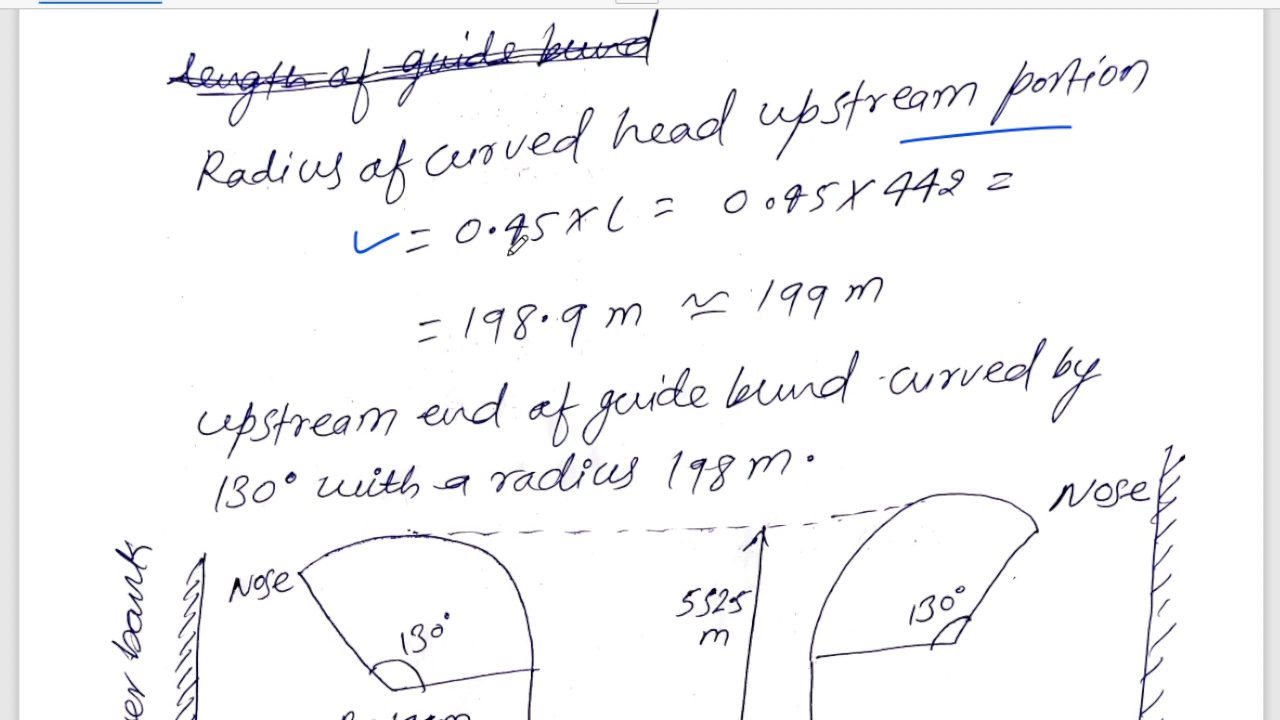 Length of guide bund
Radius of curved head upstream portion
= 0.45 x L = 0.45 x 442 =
= 198.9 m ≃ 199 m
Upstream end of guide bund curved by
130° with a radius 198 m.
Nose
Nose
130°
5525
m
130°
bank